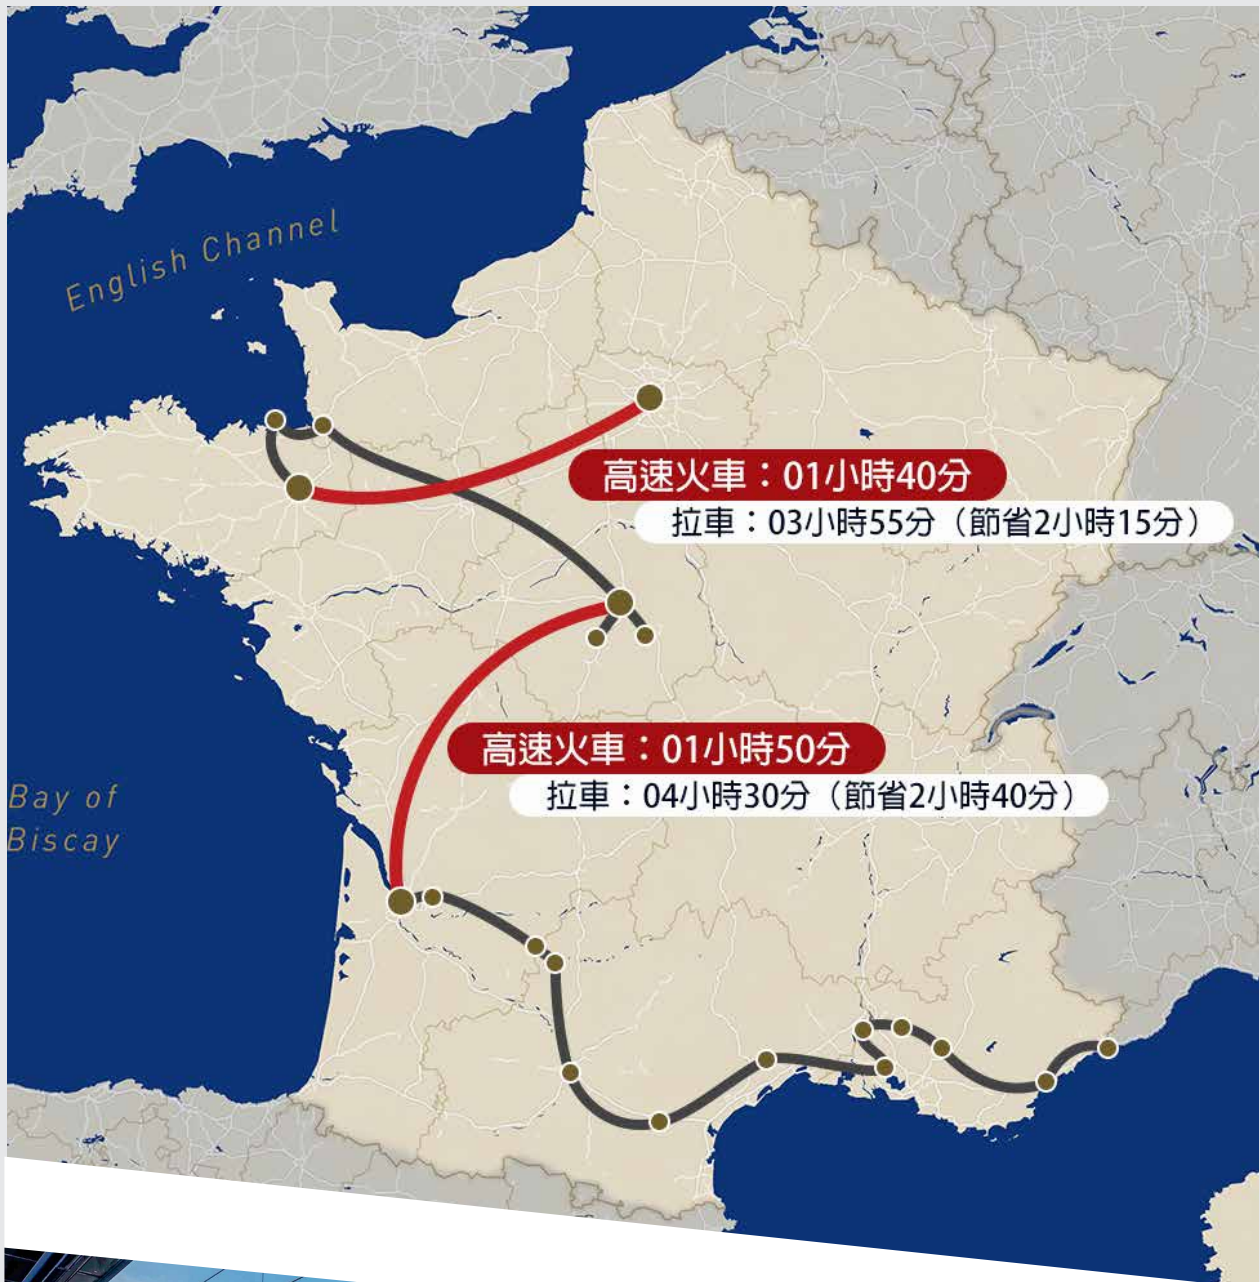 English Channel
高速火車：01小時40分
拉車：03小時55分（節省2小時15分）
高速火車：01小時50分
拉車：04小時30分（節省2小時40分）
Bay of
Biscay